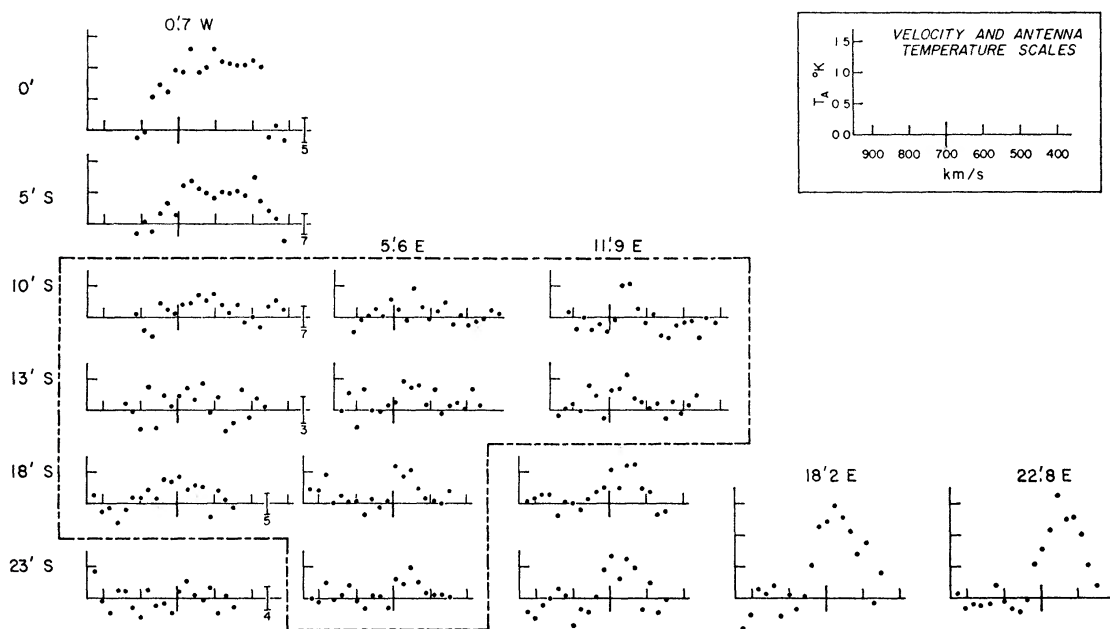 0!7 W
VELOCITY AND ANTENNA
TEMPERATURE SCALES
T_A °K
1.5
1.0
0.5
0.0
900 800 700 600 500 400
km/s
0'
5
5' S
7
5!6 E
11!9 E
10' S
7
13' S
3
18' S
5
18!2 E
22!8 E
23' S
4